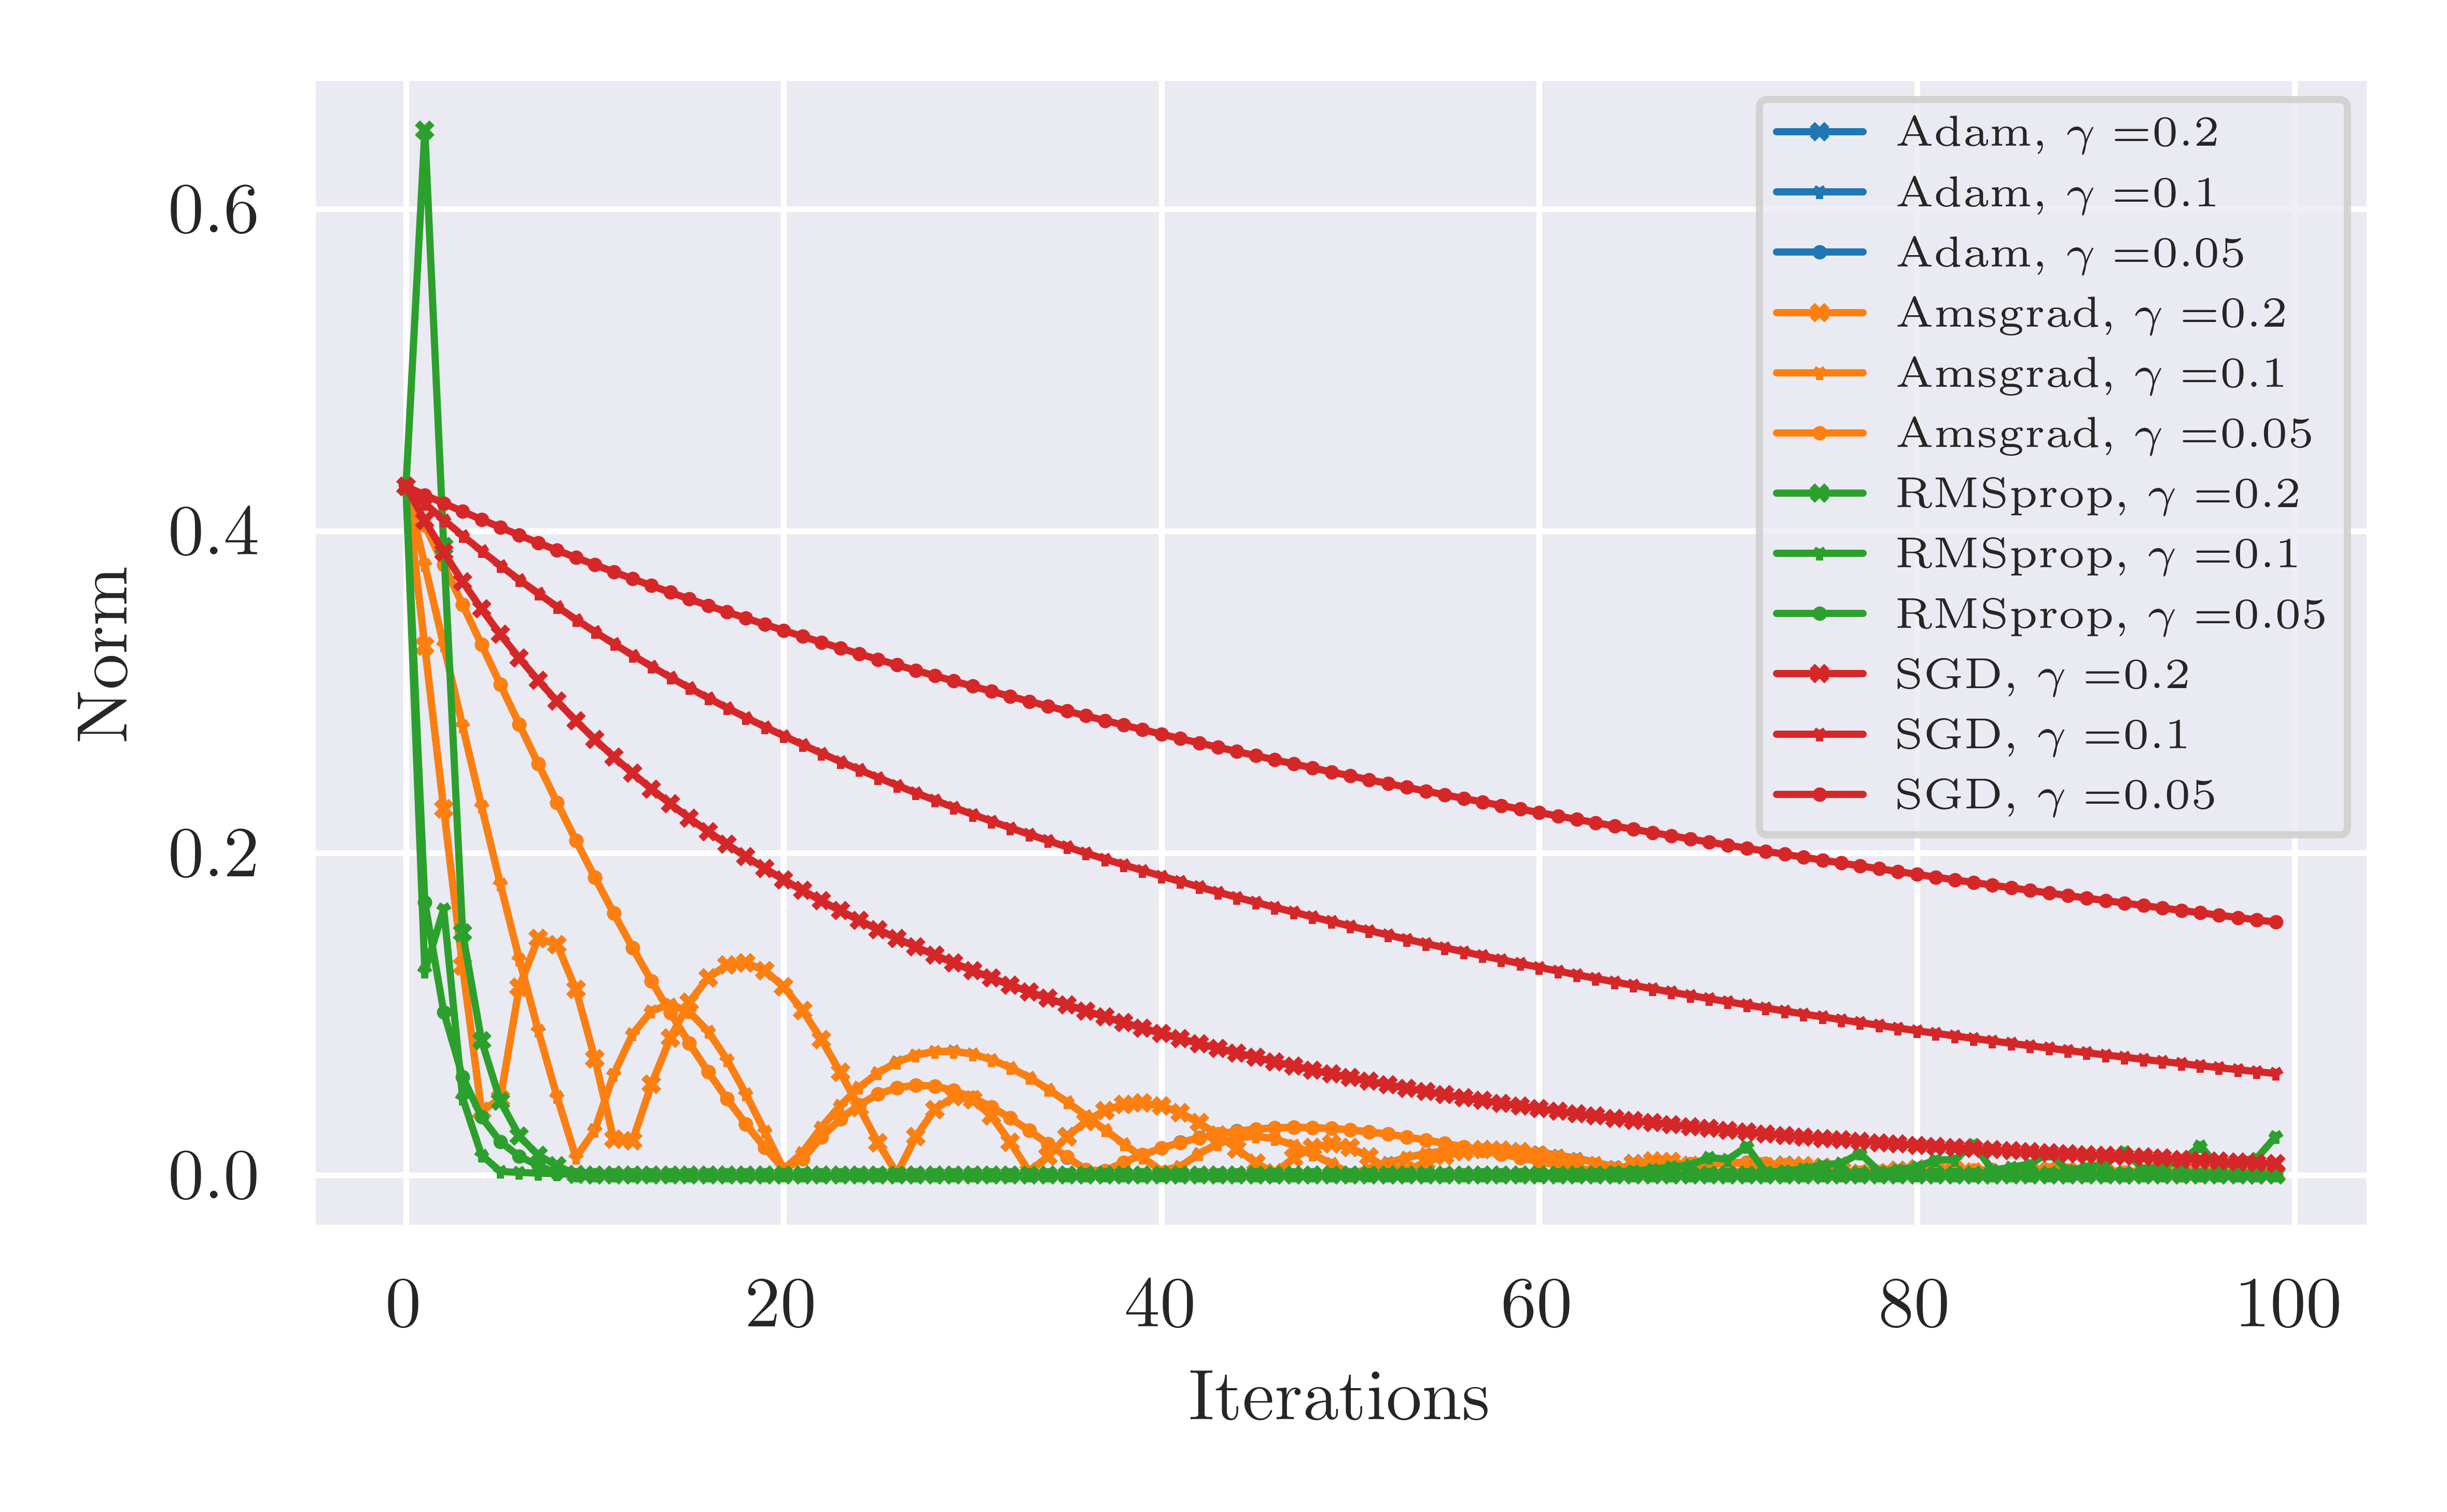 Norm
0.6
0.4
0.2
0.0
0 20 40 60 80 100
Iterations
Adam, γ =0.2
Adam, γ =0.1
Adam, γ =0.05
Amsgrad, γ =0.2
Amsgrad, γ =0.1
Amsgrad, γ =0.05
RMSprop, γ =0.2
RMSprop, γ =0.1
RMSprop, γ =0.05
SGD, γ =0.2
SGD, γ =0.1
SGD, γ =0.05